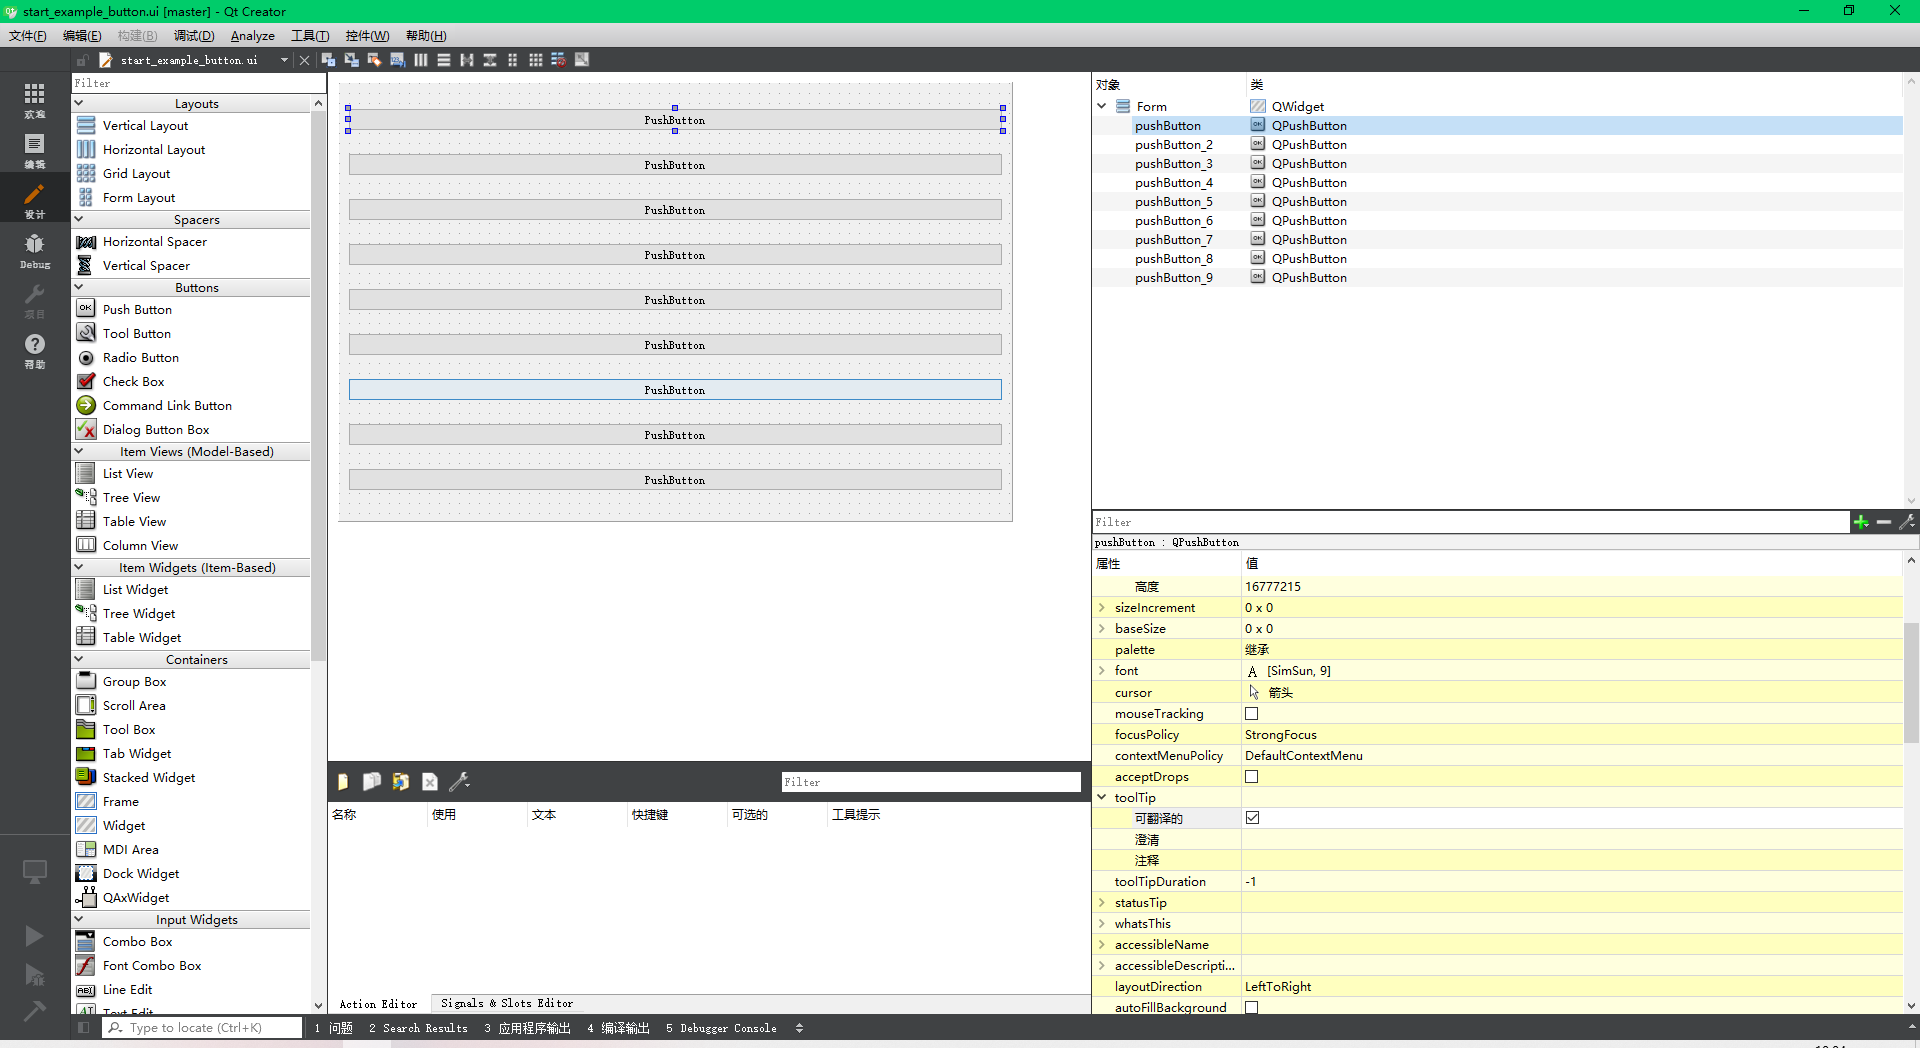 start_example_button.ui [master] - Qt Creator
文件(F) 编辑(E) 构建(B) 调试(D) Analyze 工具(T) 控件(W) 帮助(H)
start_example_button.ui
欢迎
编辑
设计
Debug
项目
帮助
Filter
Layouts
Vertical Layout
Horizontal Layout
Grid Layout
Form Layout
Spacers
Horizontal Spacer
Vertical Spacer
Buttons
Push Button
Tool Button
Radio Button
Check Box
Command Link Button
Dialog Button Box
Item Views (Model-Based)
List View
Tree View
Table View
Column View
Item Widgets (Item-Based)
List Widget
Tree Widget
Table Widget
Containers
Group Box
Scroll Area
Tool Box
Tab Widget
Stacked Widget
Frame
Widget
MDI Area
Dock Widget
QAxWidget
Input Widgets
Combo Box
Font Combo Box
Line Edit
Text Edit
PushButton
PushButton
PushButton
PushButton
PushButton
PushButton
PushButton
PushButton
PushButton
Filter
名称 使用 文本 快捷键 可选的 工具提示
Action Editor Signals & Slots Editor
对象 类
Form QWidget
pushButton QPushButton
pushButton_2 QPushButton
pushButton_3 QPushButton
pushButton_4 QPushButton
pushButton_5 QPushButton
pushButton_6 QPushButton
pushButton_7 QPushButton
pushButton_8 QPushButton
pushButton_9 QPushButton
Filter
pushButton : QPushButton
属性 值
高度 16777215
sizeIncrement 0 x 0
baseSize 0 x 0
palette 继承
font A [SimSun, 9]
cursor 箭头
mouseTracking
focusPolicy StrongFocus
contextMenuPolicy DefaultContextMenu
acceptDrops
toolTip
可翻译的
澄清
注释
toolTipDuration -1
statusTip
whatsThis
accessibleName
accessibleDescripti...
layoutDirection LeftToRight
autoFillBackground
Type to locate (Ctrl+K) 1 问题 2 Search Results 3 应用程序输出 4 编译输出 5 Debugger Console